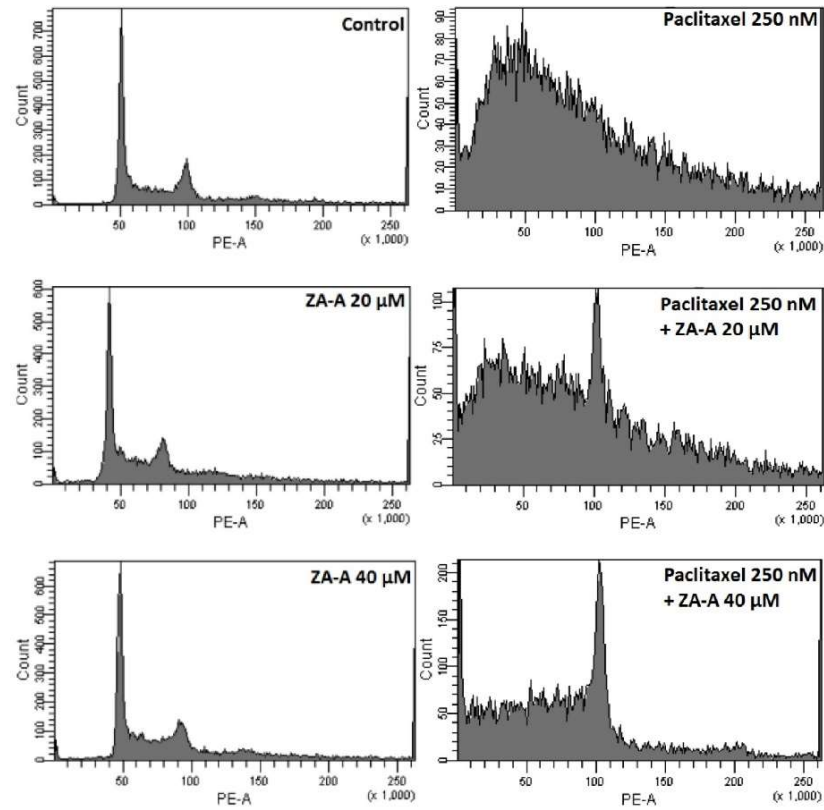 Control
Count
0 100 200 300 400 500 600 700
50 100 150 200 250
PE-A
(x 1,000)
Paclitaxel 250 nM
Count
0 10 20 30 40 50 60 70 80 90
50 100 150 200 250
PE-A
(x 1,000)
ZA-A 20 µM
Count
0 100 200 300 400 500 600
50 100 150 200 250
PE-A
(x 1,000)
Paclitaxel 250 nM
+ ZA-A 20 µM
Count
0 25 50 75 100
50 100 150 200 250
PE-A
(x 1,000)
ZA-A 40 µM
Count
0 100 200 300 400 500 600
50 100 150 200 250
PE-A
(x 1,000)
Paclitaxel 250 nM
+ ZA-A 40 µM
Count
0 50 100 150 200
50 100 150 200 250
PE-A
(x 1,000)